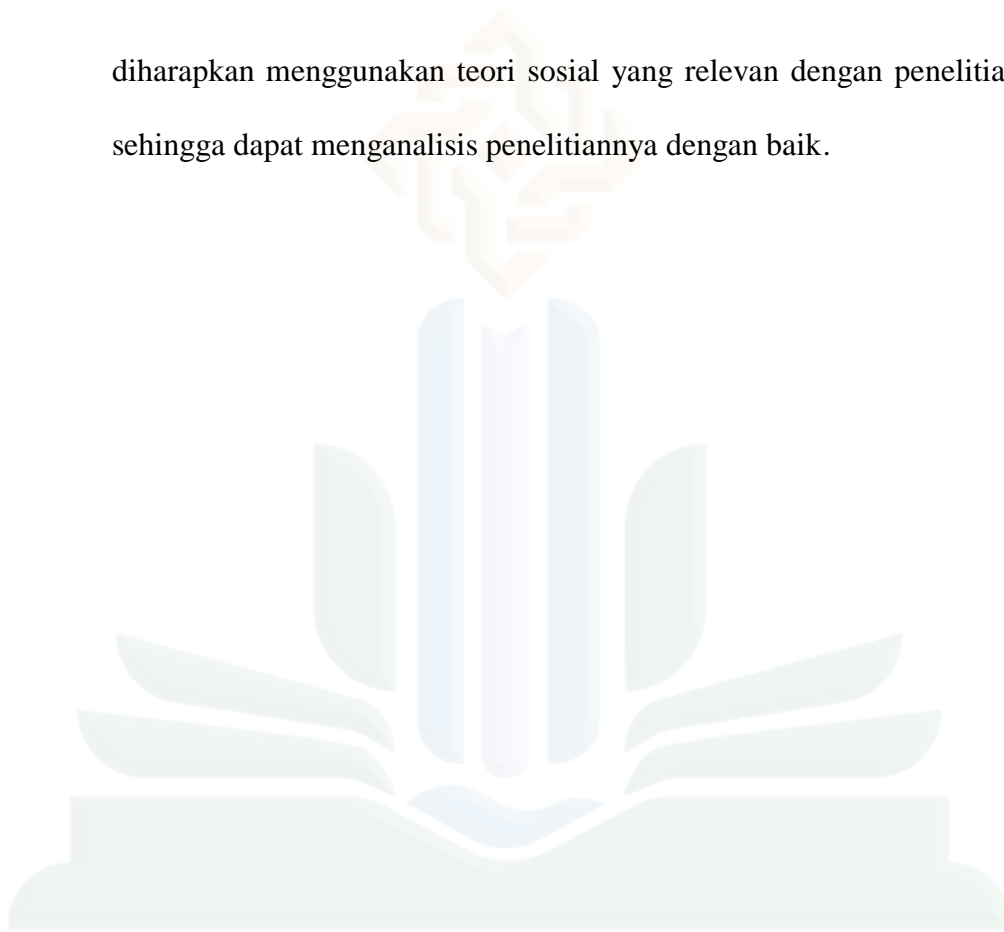 diharapkan menggunakan teori sosial yang relevan dengan penelitia
sehingga dapat menganalisis penelitiannya dengan baik.